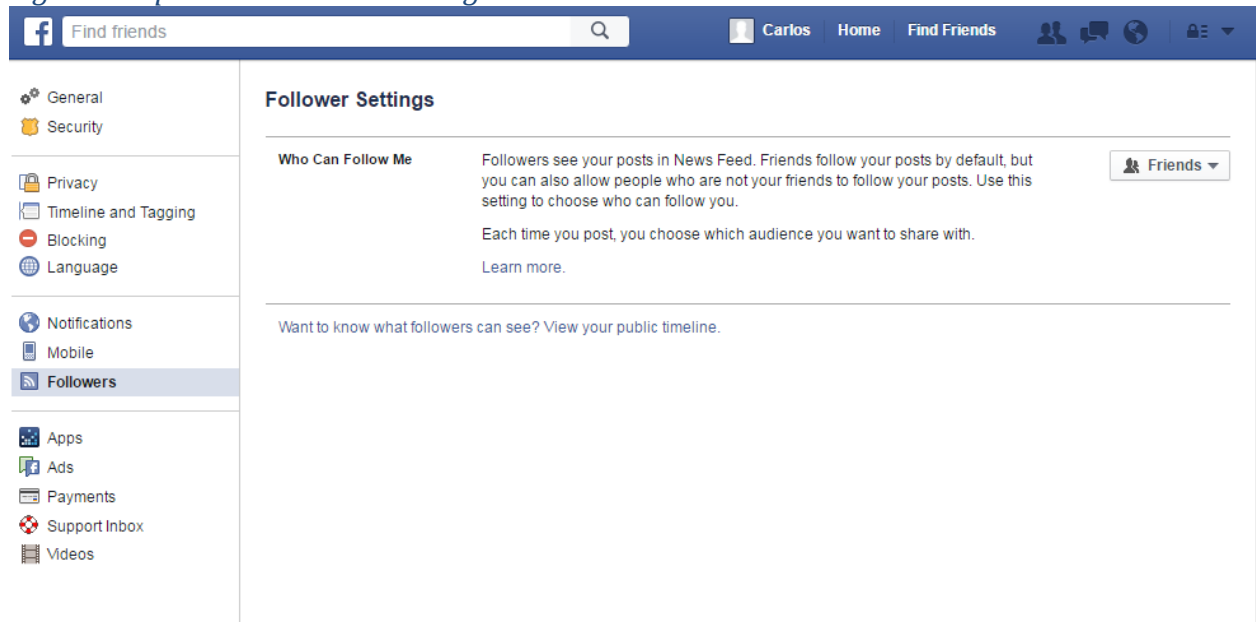 f
Find friends
Carlos Home Find Friends
General
Security
Privacy
Timeline and Tagging
Blocking
Language
Notifications
Mobile
Followers
Apps
Ads
Payments
Support Inbox
Videos
Follower Settings
Who Can Follow Me
Followers see your posts in News Feed. Friends follow your posts by default, but
you can also allow people who are not your friends to follow your posts. Use this
setting to choose who can follow you.
Each time you post, you choose which audience you want to share with.
Learn more.
Friends
Want to know what followers can see? View your public timeline.